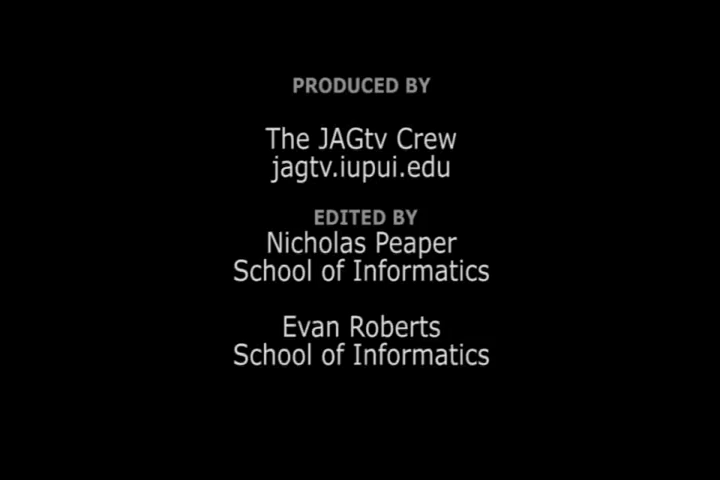 PRODUCED BY
The JAGtv Crew
jagtv.iupui.edu
EDITED BY
Nicholas Peaper
School of Informatics
Evan Roberts
School of Informatics